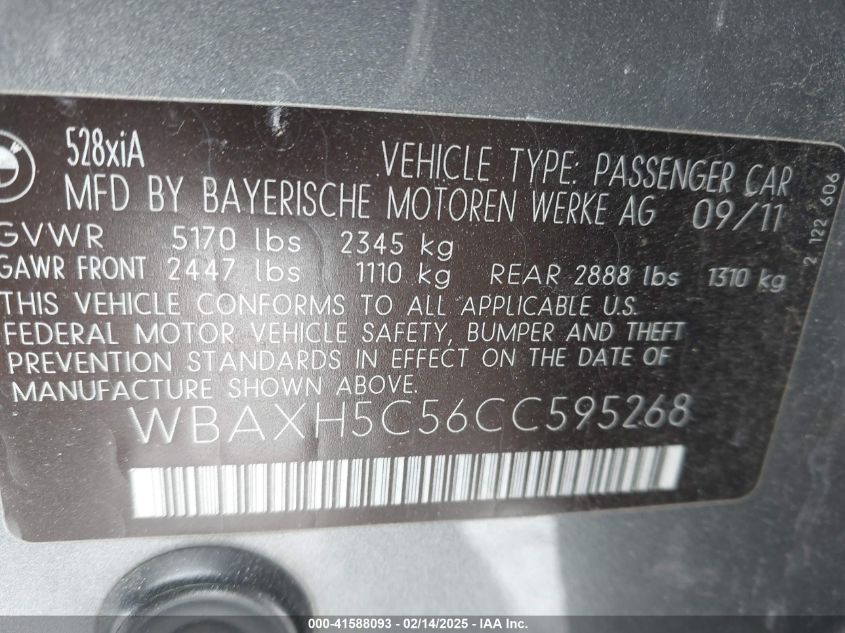 528xiA
VEHICLE TYPE: PASSENGER CAR
MFD BY BAYERISCHE MOTOREN WERKE AG 09/11
GVWR 5170 lbs 2345 kg
GAWR FRONT 2447 lbs 1110 kg REAR 2888 lbs 1310 kg
THIS VEHICLE CONFORMS TO ALL APPLICABLE U.S.
FEDERAL MOTOR VEHICLE SAFETY, BUMPER AND THEFT
PREVENTION STANDARDS IN EFFECT ON THE DATE OF
MANUFACTURE SHOWN ABOVE.
WBAXH5C56CC595268
2 122 606
000-41588093 - 02/14/2025 - IAA Inc.